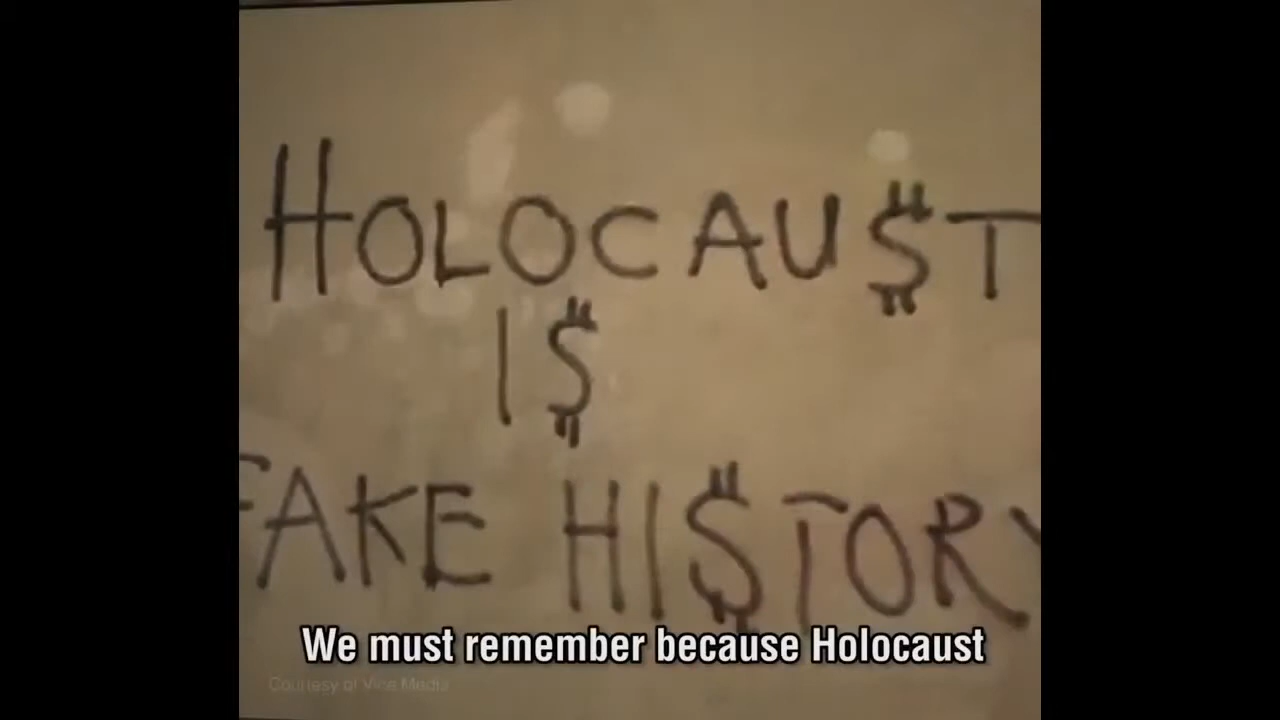 HOLOCAU$T
I$
FAKE HI$TORY
We must remember because Holocaust
Courtesy of Vice Media